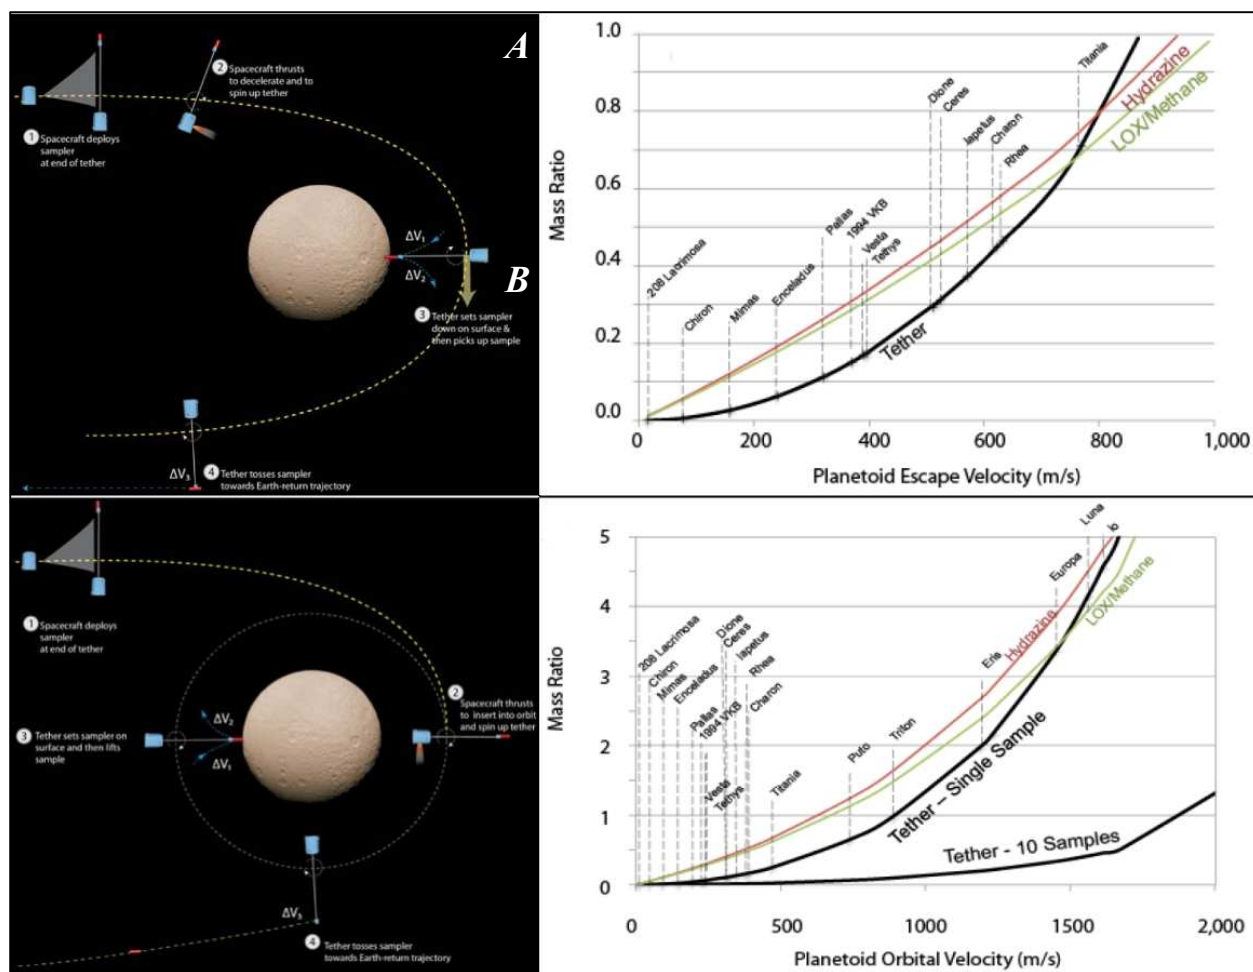 A
1 Spacecraft deploys
sampler
at end of tether
2 Spacecraft thrusts
to decelerate and to
spin up tether
ΔV1
ΔV2
B
3 Tether sets sampler
down on surface &
then picks up sample
ΔV3
4 Tether tosses sampler
towards Earth-return trajectory
Mass Ratio
1.0
0.8
0.6
0.4
0.2
0.0
0
200
400
600
800
1,000
Planetoid Escape Velocity (m/s)
208 Lacrimosa
Chiron
Mimas
Enceladus
Pallas
1994 VKB
Vesta
Tethys
Dione
Ceres
Iapetus
Charon
Rhea
Titania
Hydrazine
LOX/Methane
Tether
1 Spacecraft deploys
sampler
at end of tether
2
Spacecraft thrusts
to insert into orbit
and spin up tether
3 Tether sets sampler on
surface and then lifts
sample
ΔV2
ΔV1
ΔV3
4 Tether tosses sampler
towards Earth-return trajectory
Mass Ratio
5
4
3
2
1
0
0
500
1000
1500
2,000
Planetoid Orbital Velocity (m/s)
208 Lacrimosa
Chiron
Mimas
Enceladus
Pallas
1994 VKB
Vesta
Tethys
Dione
Ceres
Iapetus
Rhea
Charon
Titania
Puto
Triton
Eris
Europa
Luna
Io
Hydrazine
LOX/Methane
Tether – Single Sample
Tether - 10 Samples